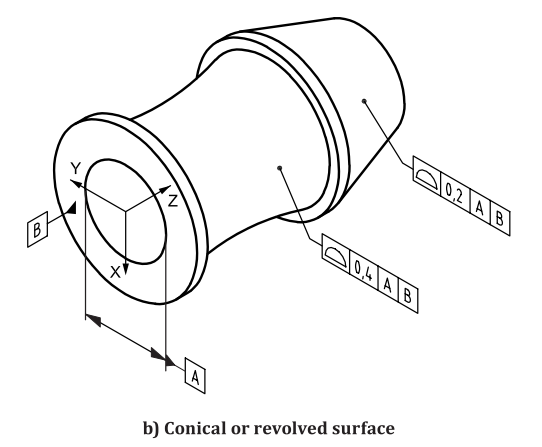 Y
Z
X
B
0,2 A B
0,4 A B
A
b) Conical or revolved surface